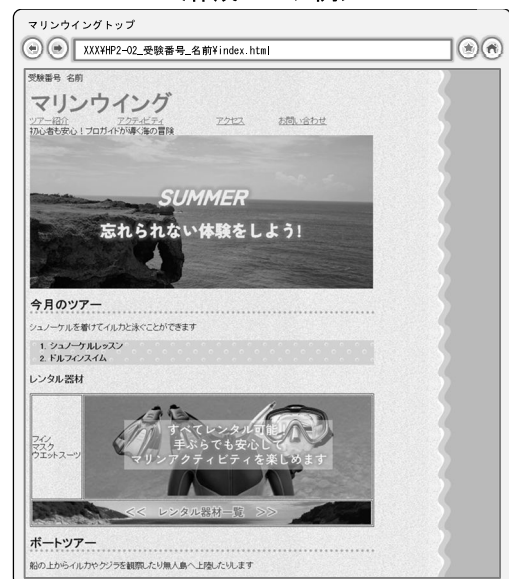 マリンウイングトップ
XXX¥HP2-02_受験番号_名前¥index.html
受験番号 名前
マリンウイング
ツアー紹介 アクティビティ アクセス お問い合わせ
初心者も安心！プロガイドが導く海の冒険
SUMMER
忘れられない体験をしよう!
今月のツアー
シュノーケルを着けてイルカと泳ぐことができます
1. シュノーケルレッスン
2. ドルフィンスイム
レンタル器材
フィン
マスク
ウエットスーツ
すべてレンタル可能!
手ぶらでも安心して
マリンアクティビティを楽しめます
<< レンタル器材一覧 >>
ボートツアー
船の上からイルカやクジラを観察したり無人島へ上陸したりします